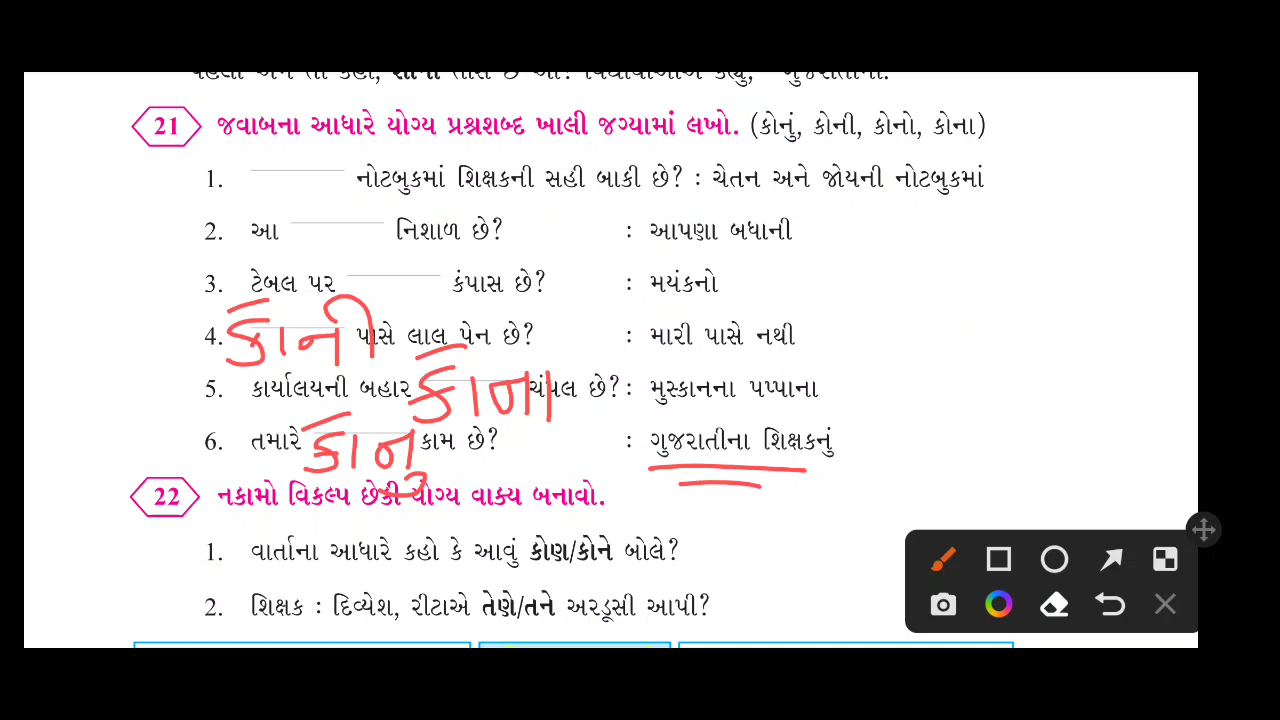 21 જવાબના આધારે યોગ્ય પ્રશ્નશબ્દ ખાલી જગ્યામાં લખો. (કોનું, કોની, કોનો, કોના)
1. નોટબુકમાં શિક્ષકની સહી બાકી છે? : ચેતન અને જોયની નોટબુકમાં
2. આ નિશાળ છે? : આપણા બધાની
3. ટેબલ પર કંપાસ છે? : મયંકનો
4. કોની પાસે લાલ પેન છે? : મારી પાસે નથી
5. કાર્યાલયની બહાર કોના ચંપલ છે? : મુસ્કાનના પપ્પાના
6. તમારે કોનુ કામ છે? : ગુજરાતીના શિક્ષકનું
22 નકામો વિકલ્પ છેકી યોગ્ય વાક્ય બનાવો.
1. વાર્તાના આધારે કહો કે આવું કોણ/કોને બોલે?
2. શિક્ષક : દિવ્યેશ, રીટાએ તેણે/તને અરડૂસી આપી?